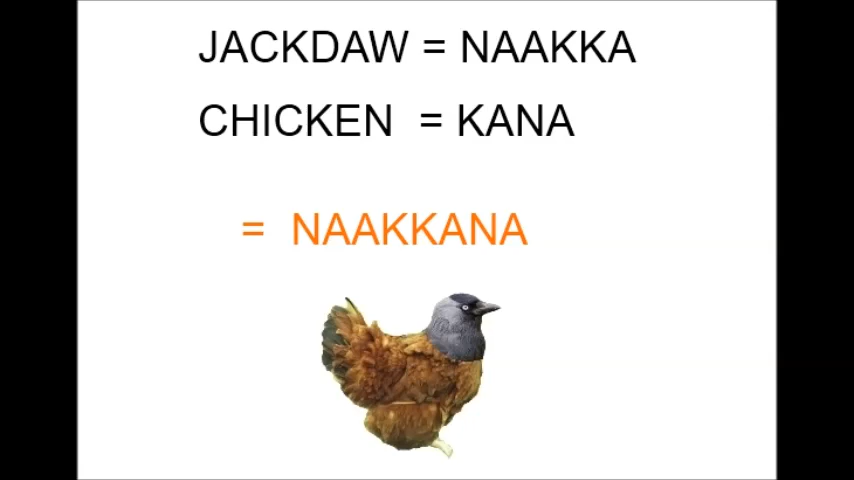 JACKDAW = NAAKKA
CHICKEN = KANA
= NAAKKANA